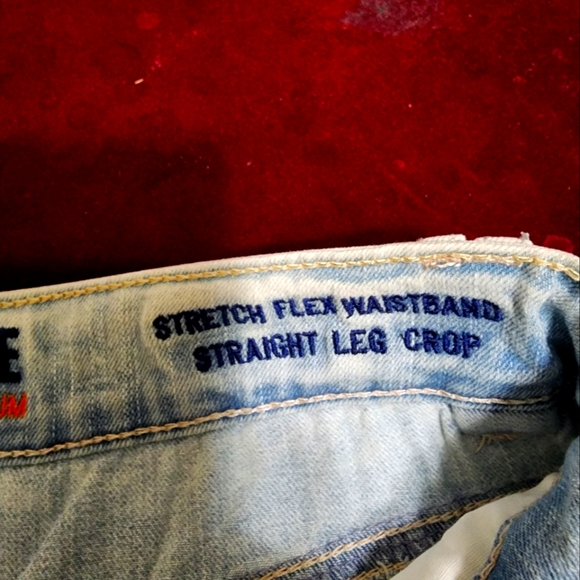 STRETCH FLEX WAISTBAND
STRAIGHT LEG CROP